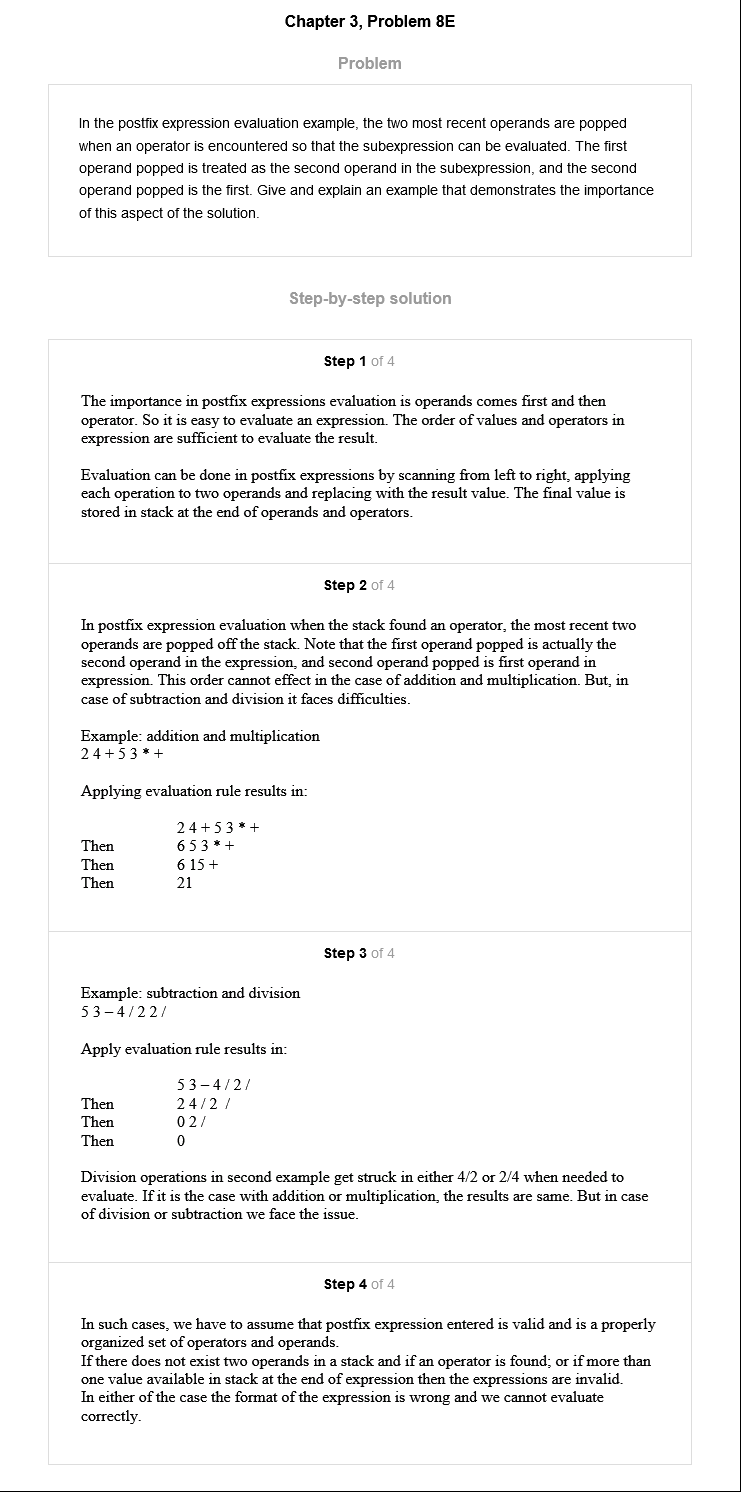 Chapter 3, Problem 8E
Problem
In the postfix expression evaluation example, the two most recent operands are popped
when an operator is encountered so that the subexpression can be evaluated. The first
operand popped is treated as the second operand in the subexpression, and the second
operand popped is the first. Give and explain an example that demonstrates the importance
of this aspect of the solution.
Step-by-step solution
Step 1 of 4
The importance in postfix expressions evaluation is operands comes first and then
operator. So it is easy to evaluate an expression. The order of values and operators in
expression are sufficient to evaluate the result.
Evaluation can be done in postfix expressions by scanning from left to right, applying
each operation to two operands and replacing with the result value. The final value is
stored in stack at the end of operands and operators.
Step 2 of 4
In postfix expression evaluation when the stack found an operator, the most recent two
operands are popped off the stack. Note that the first operand popped is actually the
second operand in the expression, and second operand popped is first operand in
expression. This order cannot effect in the case of addition and multiplication. But, in
case of subtraction and division it faces difficulties.
Example: addition and multiplication
2 4 + 5 3 * +
Applying evaluation rule results in:
2 4 + 5 3 * +
Then 6 5 3 * +
Then 6 15 +
Then 21
Step 3 of 4
Example: subtraction and division
5 3 – 4 / 2 2 /
Apply evaluation rule results in:
5 3 – 4 / 2 /
Then 2 4 / 2 /
Then 0 2 /
Then 0
Division operations in second example get struck in either 4/2 or 2/4 when needed to
evaluate. If it is the case with addition or multiplication, the results are same. But in case
of division or subtraction we face the issue.
Step 4 of 4
In such cases, we have to assume that postfix expression entered is valid and is a properly
organized set of operators and operands.
If there does not exist two operands in a stack and if an operator is found; or if more than
one value available in stack at the end of expression then the expressions are invalid.
In either of the case the format of the expression is wrong and we cannot evaluate
correctly.